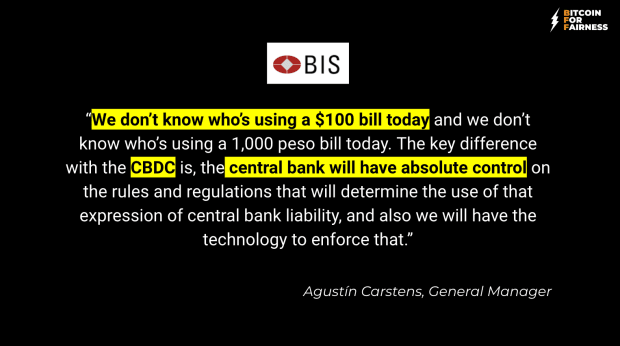 BITCOIN
FOR
FAIRNESS
BIS
“We don’t know who’s using a $100 bill today and we don’t
know who’s using a 1,000 peso bill today. The key difference
with the CBDC is, the central bank will have absolute control on
the rules and regulations that will determine the use of that
expression of central bank liability, and also we will have the
technology to enforce that.”
Agustín Carstens, General Manager